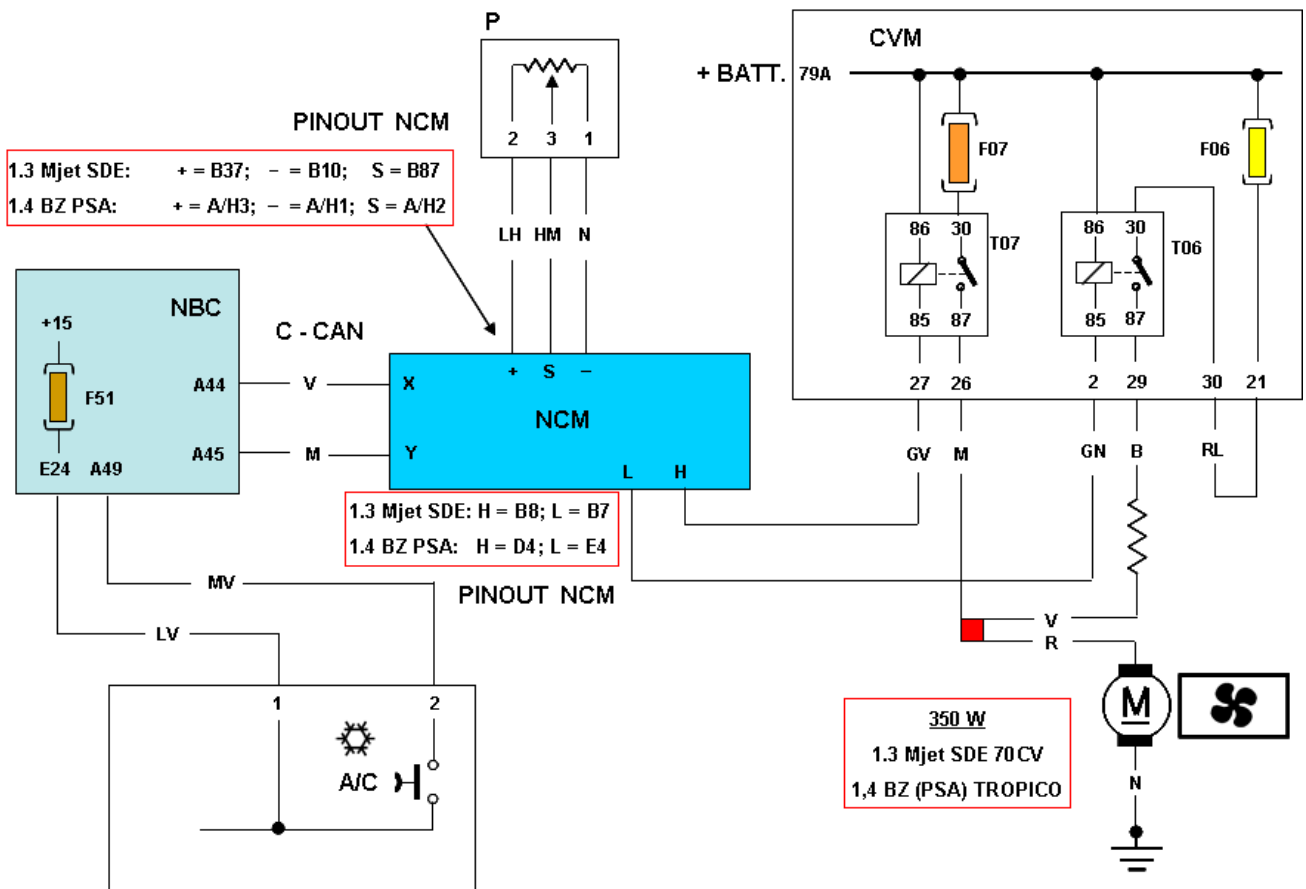 P
CVM
+ BATT. 79A
PINOUT NCM
1.3 Mjet SDE: + = B37; – = B10; S = B87
1.4 BZ PSA: + = A/H3; – = A/H1; S = A/H2
2 3 1
LH HM N
F07
F06
86 30
T07
85 87
86 30
T06
85 87
27 26 2 29 30 21
GV M GN B RL
NBC
+15
F51
A44
A45
E24 A49
C - CAN
V
M
X
Y
+ S –
NCM
L H
1.3 Mjet SDE: H = B8; L = B7
1.4 BZ PSA: H = D4; L = E4
PINOUT NCM
MV
LV
1 2
A/C
V
R
M
N
350 W
1.3 Mjet SDE 70CV
1,4 BZ (PSA) TROPICO